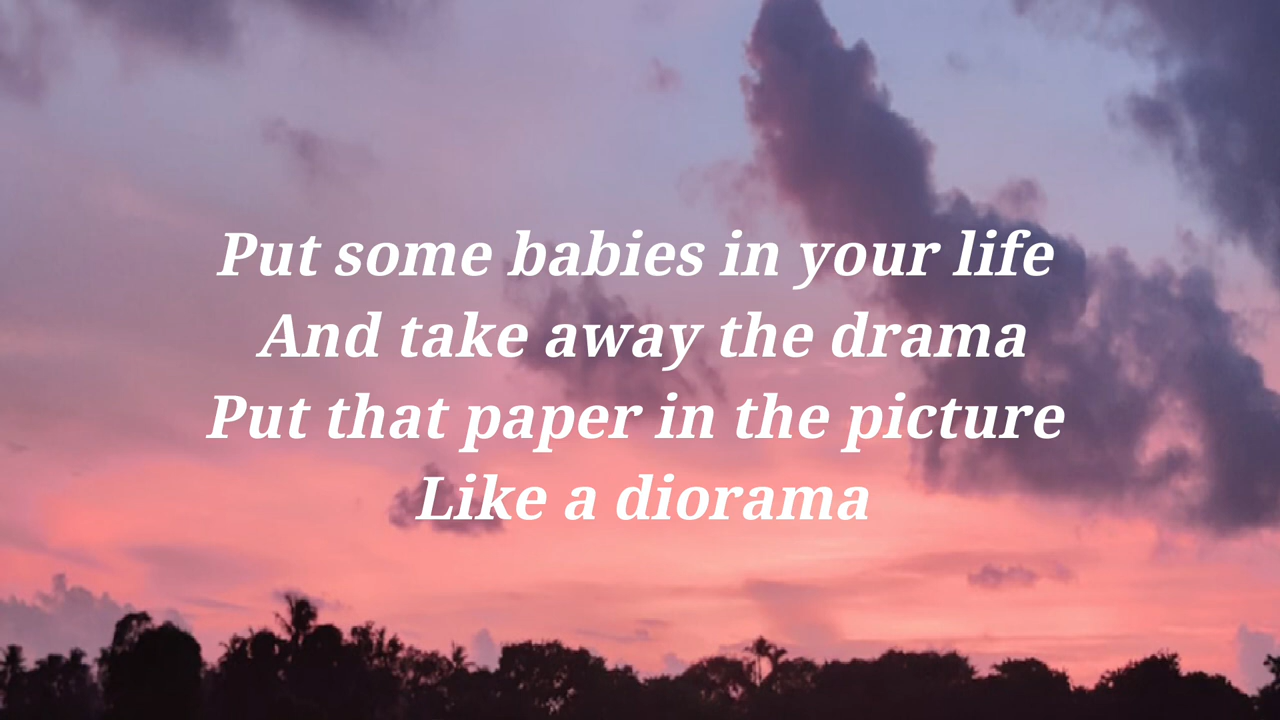 Put some babies in your life
And take away the drama
Put that paper in the picture
Like a diorama